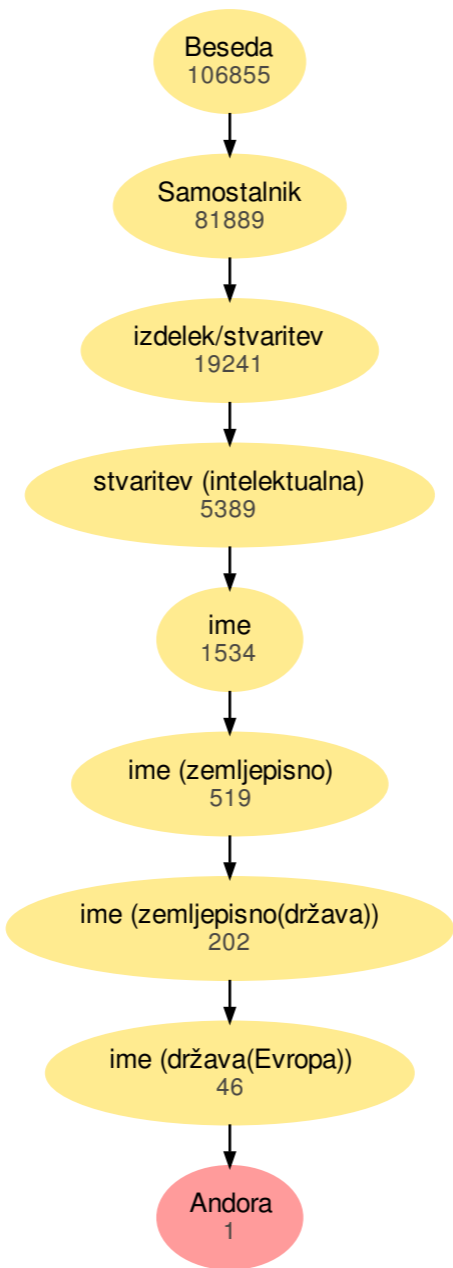 Beseda
106855
Samostalnik
81889
izdelek/stvaritev
19241
stvaritev (intelektualna)
5389
ime
1534
ime (zemljepisno)
519
ime (zemljepisno(država))
202
ime (država(Evropa))
46
Andora
1